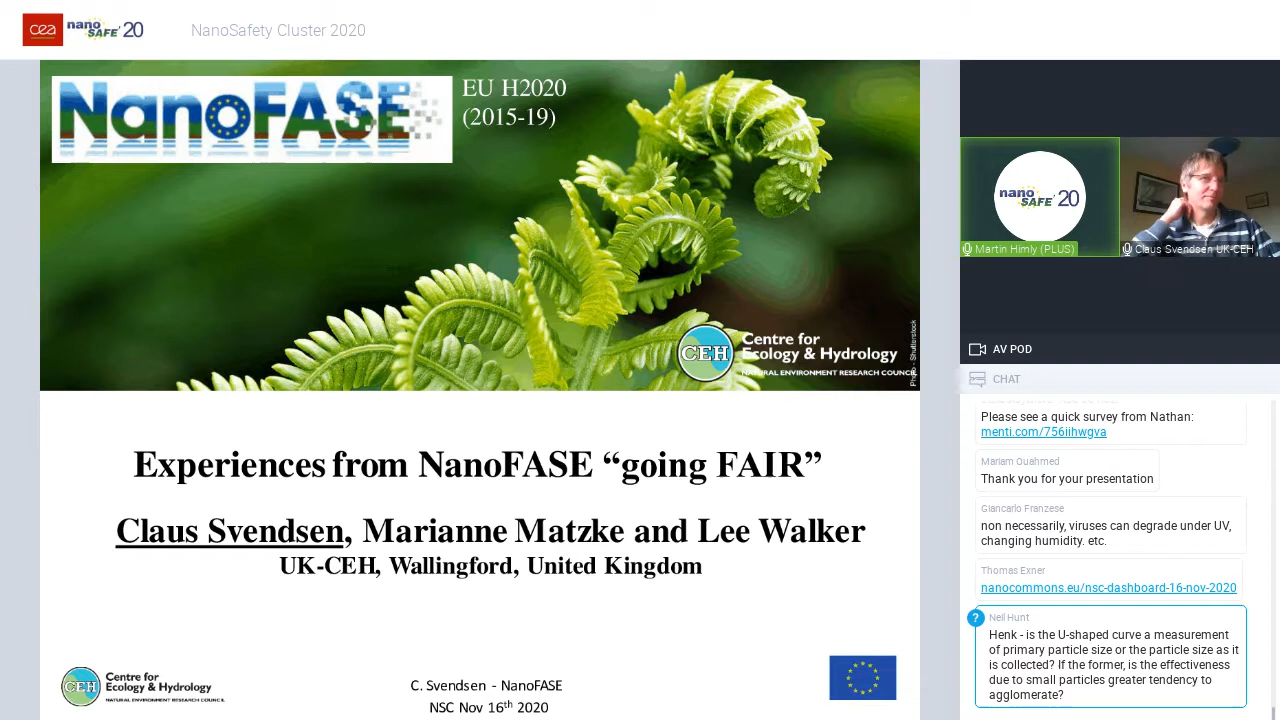 cea
nano
SAFE'20
NanoSafety Cluster 2020
NanoFASE
EU H2020
(2015-19)
CEH
Centre for
Ecology & Hydrology
NATURAL ENVIRONMENT RESEARCH COUNCIL
Photo - Shutterstock
Experiences from NanoFASE “going FAIR”
Claus Svendsen, Marianne Matzke and Lee Walker
UK-CEH, Wallingford, United Kingdom
CEH
Centre for
Ecology & Hydrology
NATURAL ENVIRONMENT RESEARCH COUNCIL
C. Svendsen - NanoFASE
NSC Nov 16th 2020
nano
SAFE'20
Martin Himly (PLUS)
Claus Svendsen UK-CEH
AV POD
CHAT
Please see a quick survey from Nathan:
menti.com/756iihwgva
Mariam Ouahmed
Thank you for your presentation
Giancarlo Franzese
non necessarily, viruses can degrade under UV,
changing humidity. etc.
Thomas Exner
nanocommons.eu/nsc-dashboard-16-nov-2020
?
Neil Hunt
Henk - is the U-shaped curve a measurement
of primary particle size or the particle size as it
is collected? If the former, is the effectiveness
due to small particles greater tendency to
agglomerate?